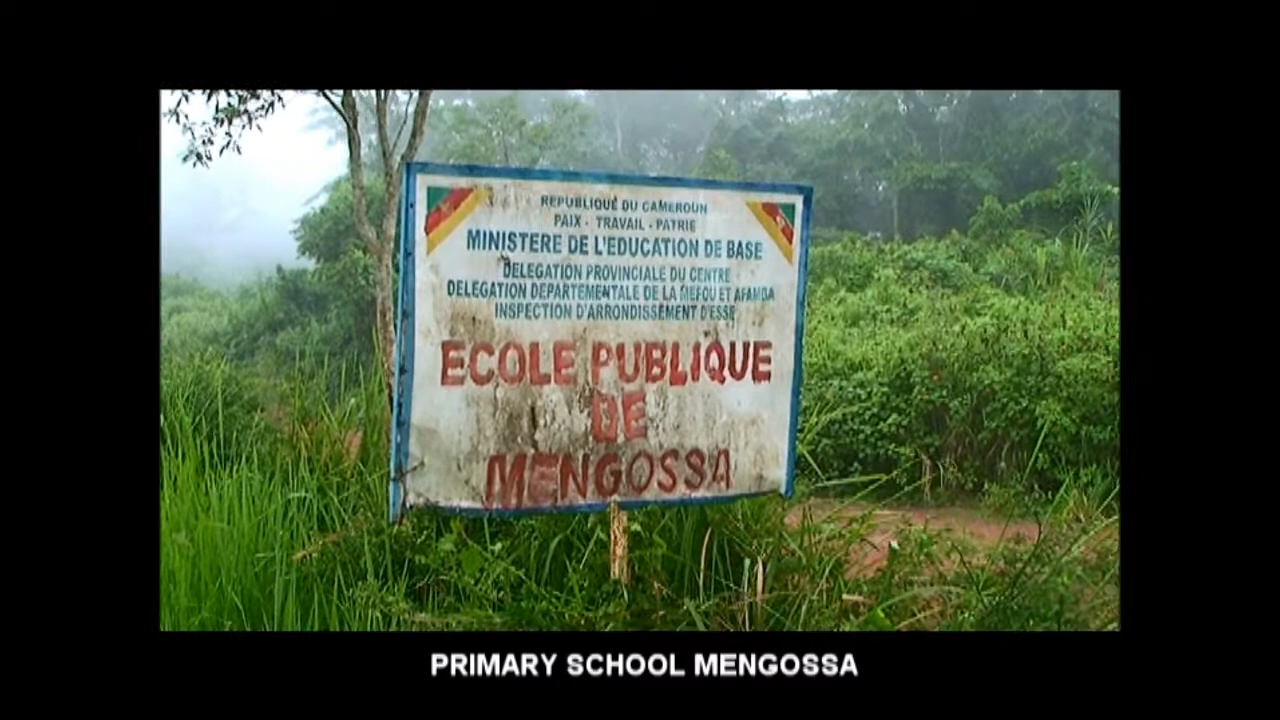 REPUBLIQUE DU CAMEROUN
PAIX - TRAVAIL - PATRIE
MINISTERE DE L'EDUCATION DE BASE
DELEGATION PROVINCIALE DU CENTRE
DELEGATION DEPARTEMENTALE DE LA MEFOU ET AFAMBA
INSPECTION D'ARRONDISSEMENT D'ESSE
ECOLE PUBLIQUE
DE
MENGOSSA
PRIMARY SCHOOL MENGOSSA